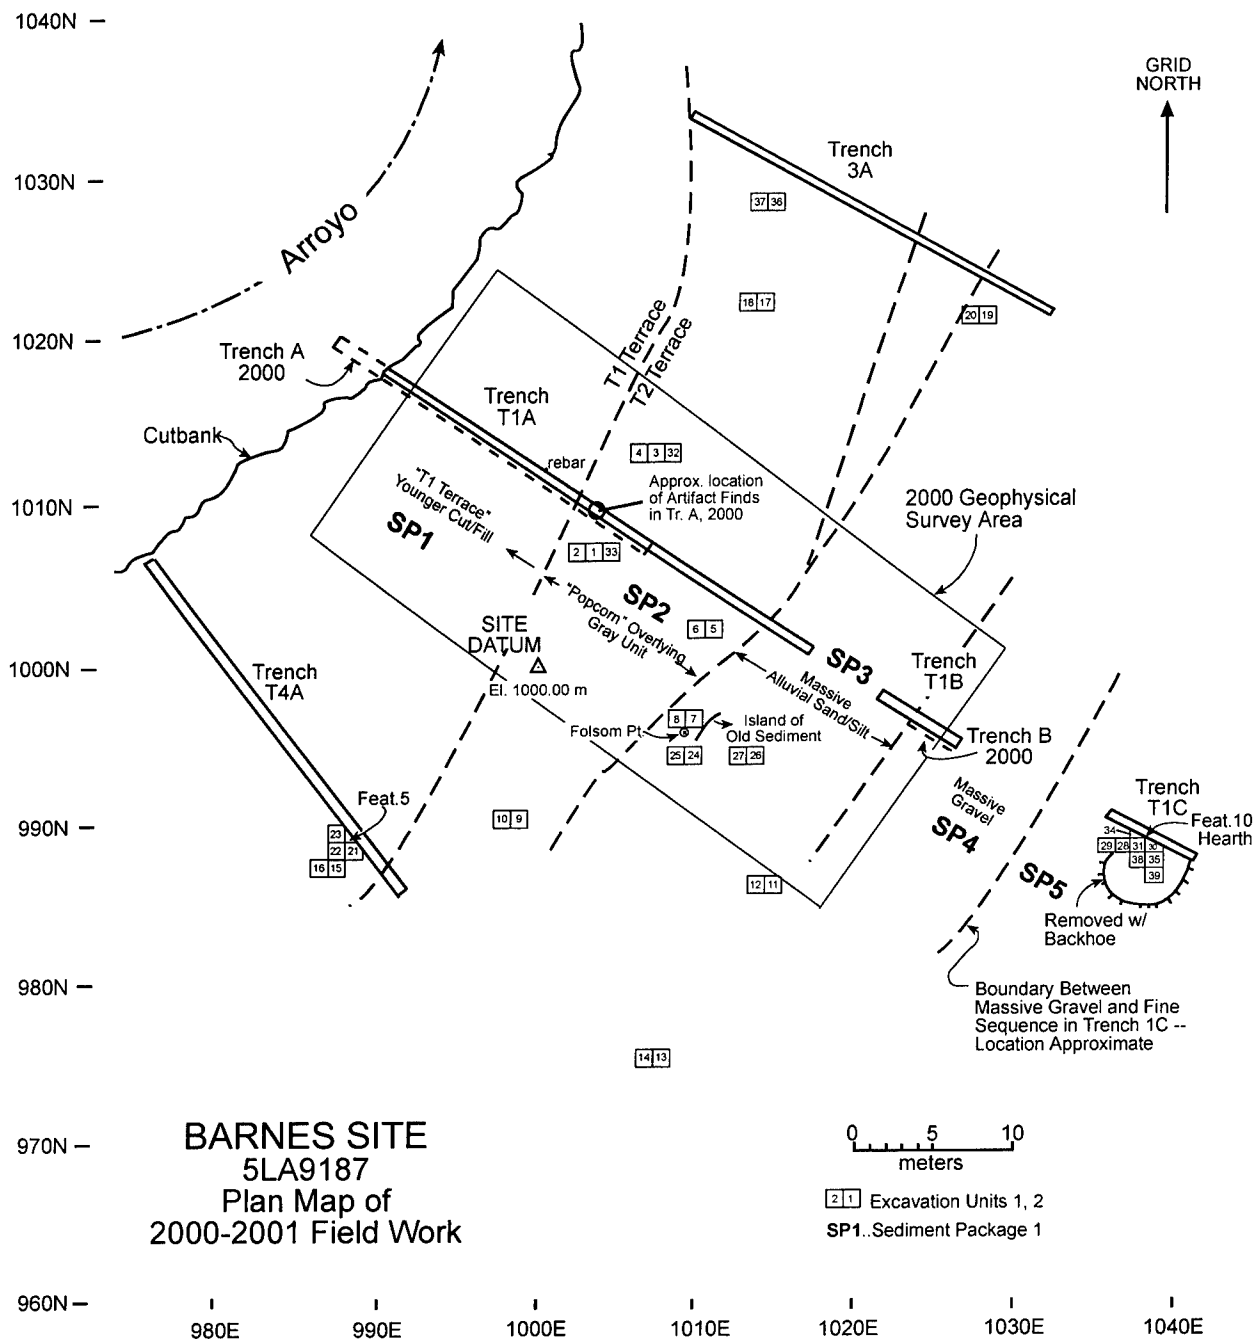 1040N
GRID
NORTH
Trench
3A
1030N
37 36
Arroyo
18 17
20 19
1020N
T1 Terrace
T2 Terrace
Trench A
2000
Trench
T1A
Cutbank
4 3 32
rebar
Approx. location
of Artifact Finds
in Tr. A, 2000
"T1 Terrace"
Younger Cut/Fill
SP1
2000 Geophysical
Survey Area
1010N
2 1 33
SP2
"Popcorn" Overlying
Gray Unit
6 5
SITE
DATUM
El. 1000.00 m
1000N
SP3
Massive
Alluvial Sand/Silt
Trench
T1B
Trench
T4A
8 7
Folsom Pt.
Island of
Old Sediment
25 24
27 26
Trench B
2000
Massive
Gravel
SP4
Trench
T1C
Feat.10
Hearth
Feat.5
10 9
990N
23
22 21
16 15
34
29 28 31 30
38 35
39
12 11
SP5
Removed w/
Backhoe
980N
Boundary Between
Massive Gravel and Fine
Sequence in Trench 1C --
Location Approximate
14 13
970N
BARNES SITE
5LA9187
Plan Map of
2000-2001 Field Work
0 5 10
meters
2 1 Excavation Units 1, 2
SP1..Sediment Package 1
960N
980E 990E 1000E 1010E 1020E 1030E 1040E